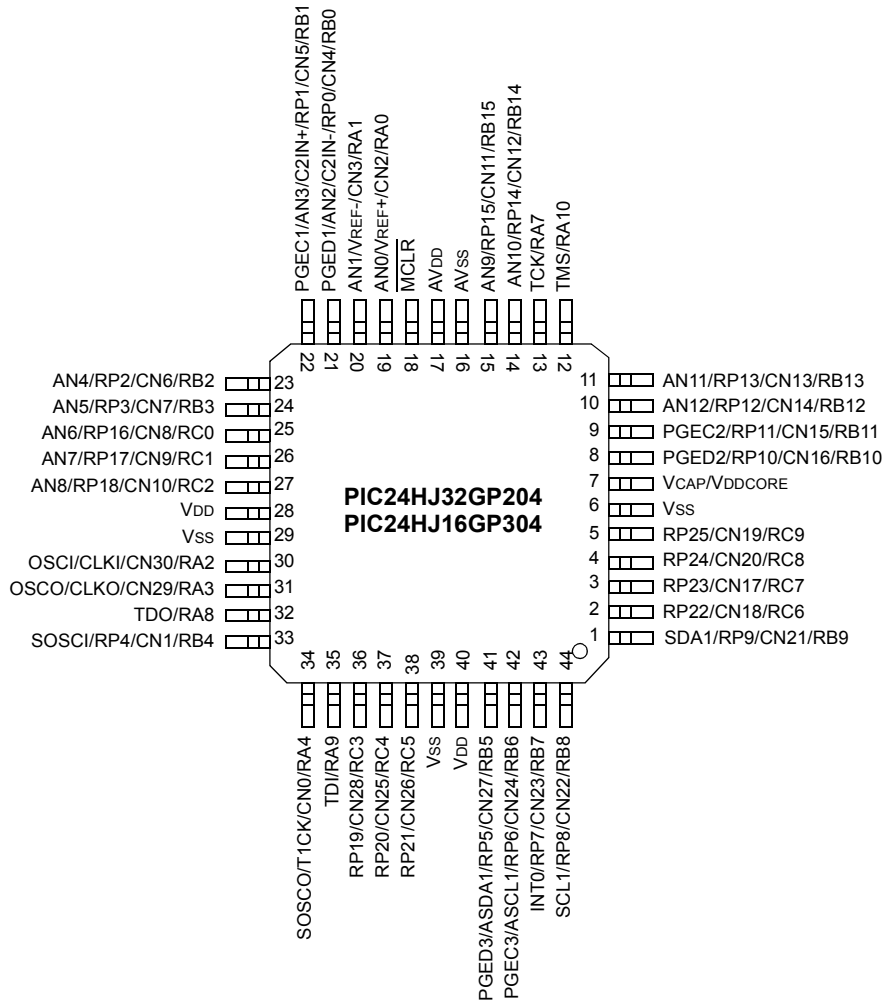 PGEC1/AN3/C2IN+/RP1/CN5/RB1
PGED1/AN2/C2IN-/RP0/CN4/RB0
AN1/VREF-/CN3/RA1
AN0/VREF+/CN2/RA0
MCLR
AVDD
AVSS
AN9/RP15/CN11/RB15
AN10/RP14/CN12/RB14
TCK/RA7
TMS/RA10
22
21
20
19
18
17
16
15
14
13
12
AN4/RP2/CN6/RB2 23
AN5/RP3/CN7/RB3 24
AN6/RP16/CN8/RC0 25
AN7/RP17/CN9/RC1 26
AN8/RP18/CN10/RC2 27
VDD 28
VSS 29
OSCI/CLKI/CN30/RA2 30
OSCO/CLKO/CN29/RA3 31
TDO/RA8 32
SOSCI/RP4/CN1/RB4 33
PIC24HJ32GP204
PIC24HJ16GP304
11 AN11/RP13/CN13/RB13
10 AN12/RP12/CN14/RB12
9 PGEC2/RP11/CN15/RB11
8 PGED2/RP10/CN16/RB10
7 VCAP/VDDCORE
6 VSS
5 RP25/CN19/RC9
4 RP24/CN20/RC8
3 RP23/CN17/RC7
2 RP22/CN18/RC6
1 SDA1/RP9/CN21/RB9
34
35
36
37
38
39
40
41
42
43
44
SOSCO/T1CK/CN0/RA4
TDI/RA9
RP19/CN28/RC3
RP20/CN25/RC4
RP21/CN26/RC5
VSS
VDD
PGED3/ASDA1/RP5/CN27/RB5
PGEC3/ASCL1/RP6/CN24/RB6
INT0/RP7/CN23/RB7
SCL1/RP8/CN22/RB8